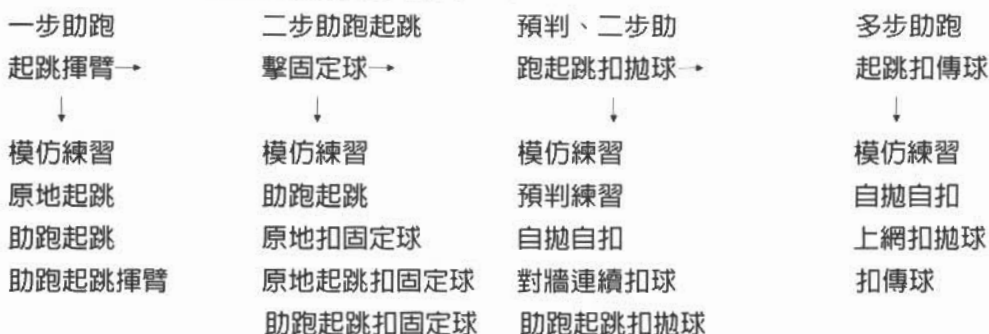 一步助跑 二步助跑起跳 預判、二步助 多步助跑
起跳揮臂→ 擊固定球→ 跑起跳扣拋球→ 起跳扣傳球
↓ ↓ ↓ ↓
模仿練習 模仿練習 模仿練習 模仿練習
原地起跳 助跑起跳 預判練習 自拋自扣
助跑起跳 原地扣固定球 自拋自扣 上網扣拋球
助跑起跳揮臂 原地起跳扣固定球 對牆連續扣球 扣傳球
助跑起跳扣固定球 助跑起跳扣拋球